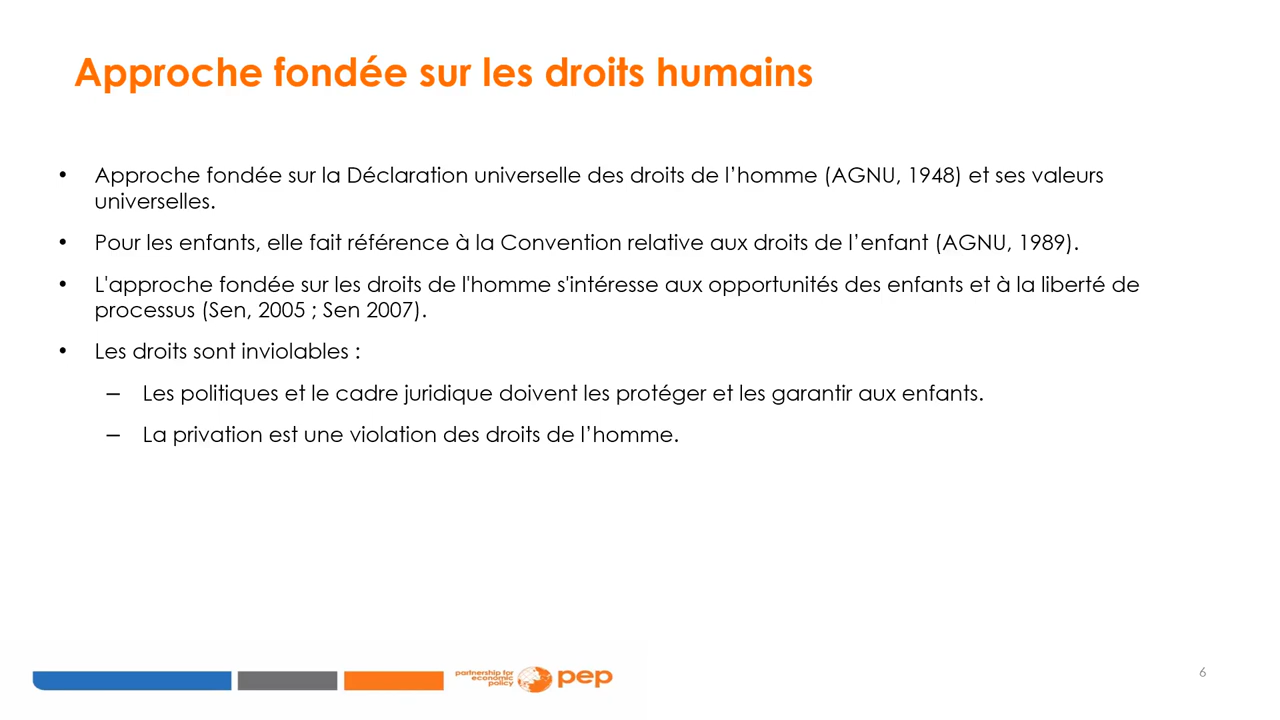 Approche fondée sur les droits humains
• Approche fondée sur la Déclaration universelle des droits de l’homme (AGNU, 1948) et ses valeurs
universelles.
• Pour les enfants, elle fait référence à la Convention relative aux droits de l’enfant (AGNU, 1989).
• L'approche fondée sur les droits de l'homme s'intéresse aux opportunités des enfants et à la liberté de
processus (Sen, 2005 ; Sen 2007).
• Les droits sont inviolables :
– Les politiques et le cadre juridique doivent les protéger et les garantir aux enfants.
– La privation est une violation des droits de l’homme.
partnership for
economic
policy
pep
6